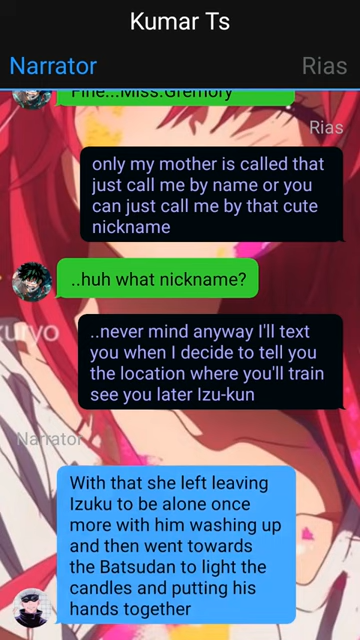 Kumar Ts
Narrator
Rias
Fine...Miss.Gremory
Rias
only my mother is called that
just call me by name or you
can just call me by that cute
nickname
..huh what nickname?
kuryo
..never mind anyway I'll text
you when I decide to tell you
the location where you'll train
see you later Izu-kun
Narrator
With that she left leaving
Izuku to be alone once
more with him washing up
and then went towards
the Batsudan to light the
candles and putting his
hands together